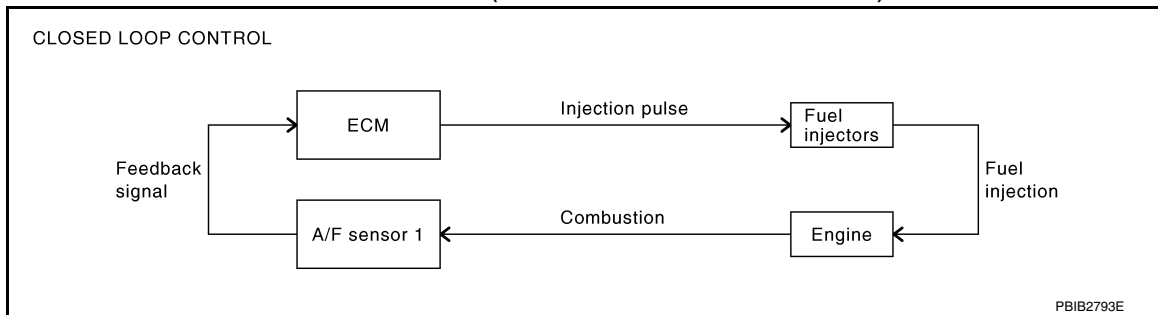 CLOSED LOOP CONTROL
ECM
Injection pulse
Fuel
injectors
Feedback
signal
Fuel
injection
A/F sensor 1
Combustion
Engine
PBIB2793E